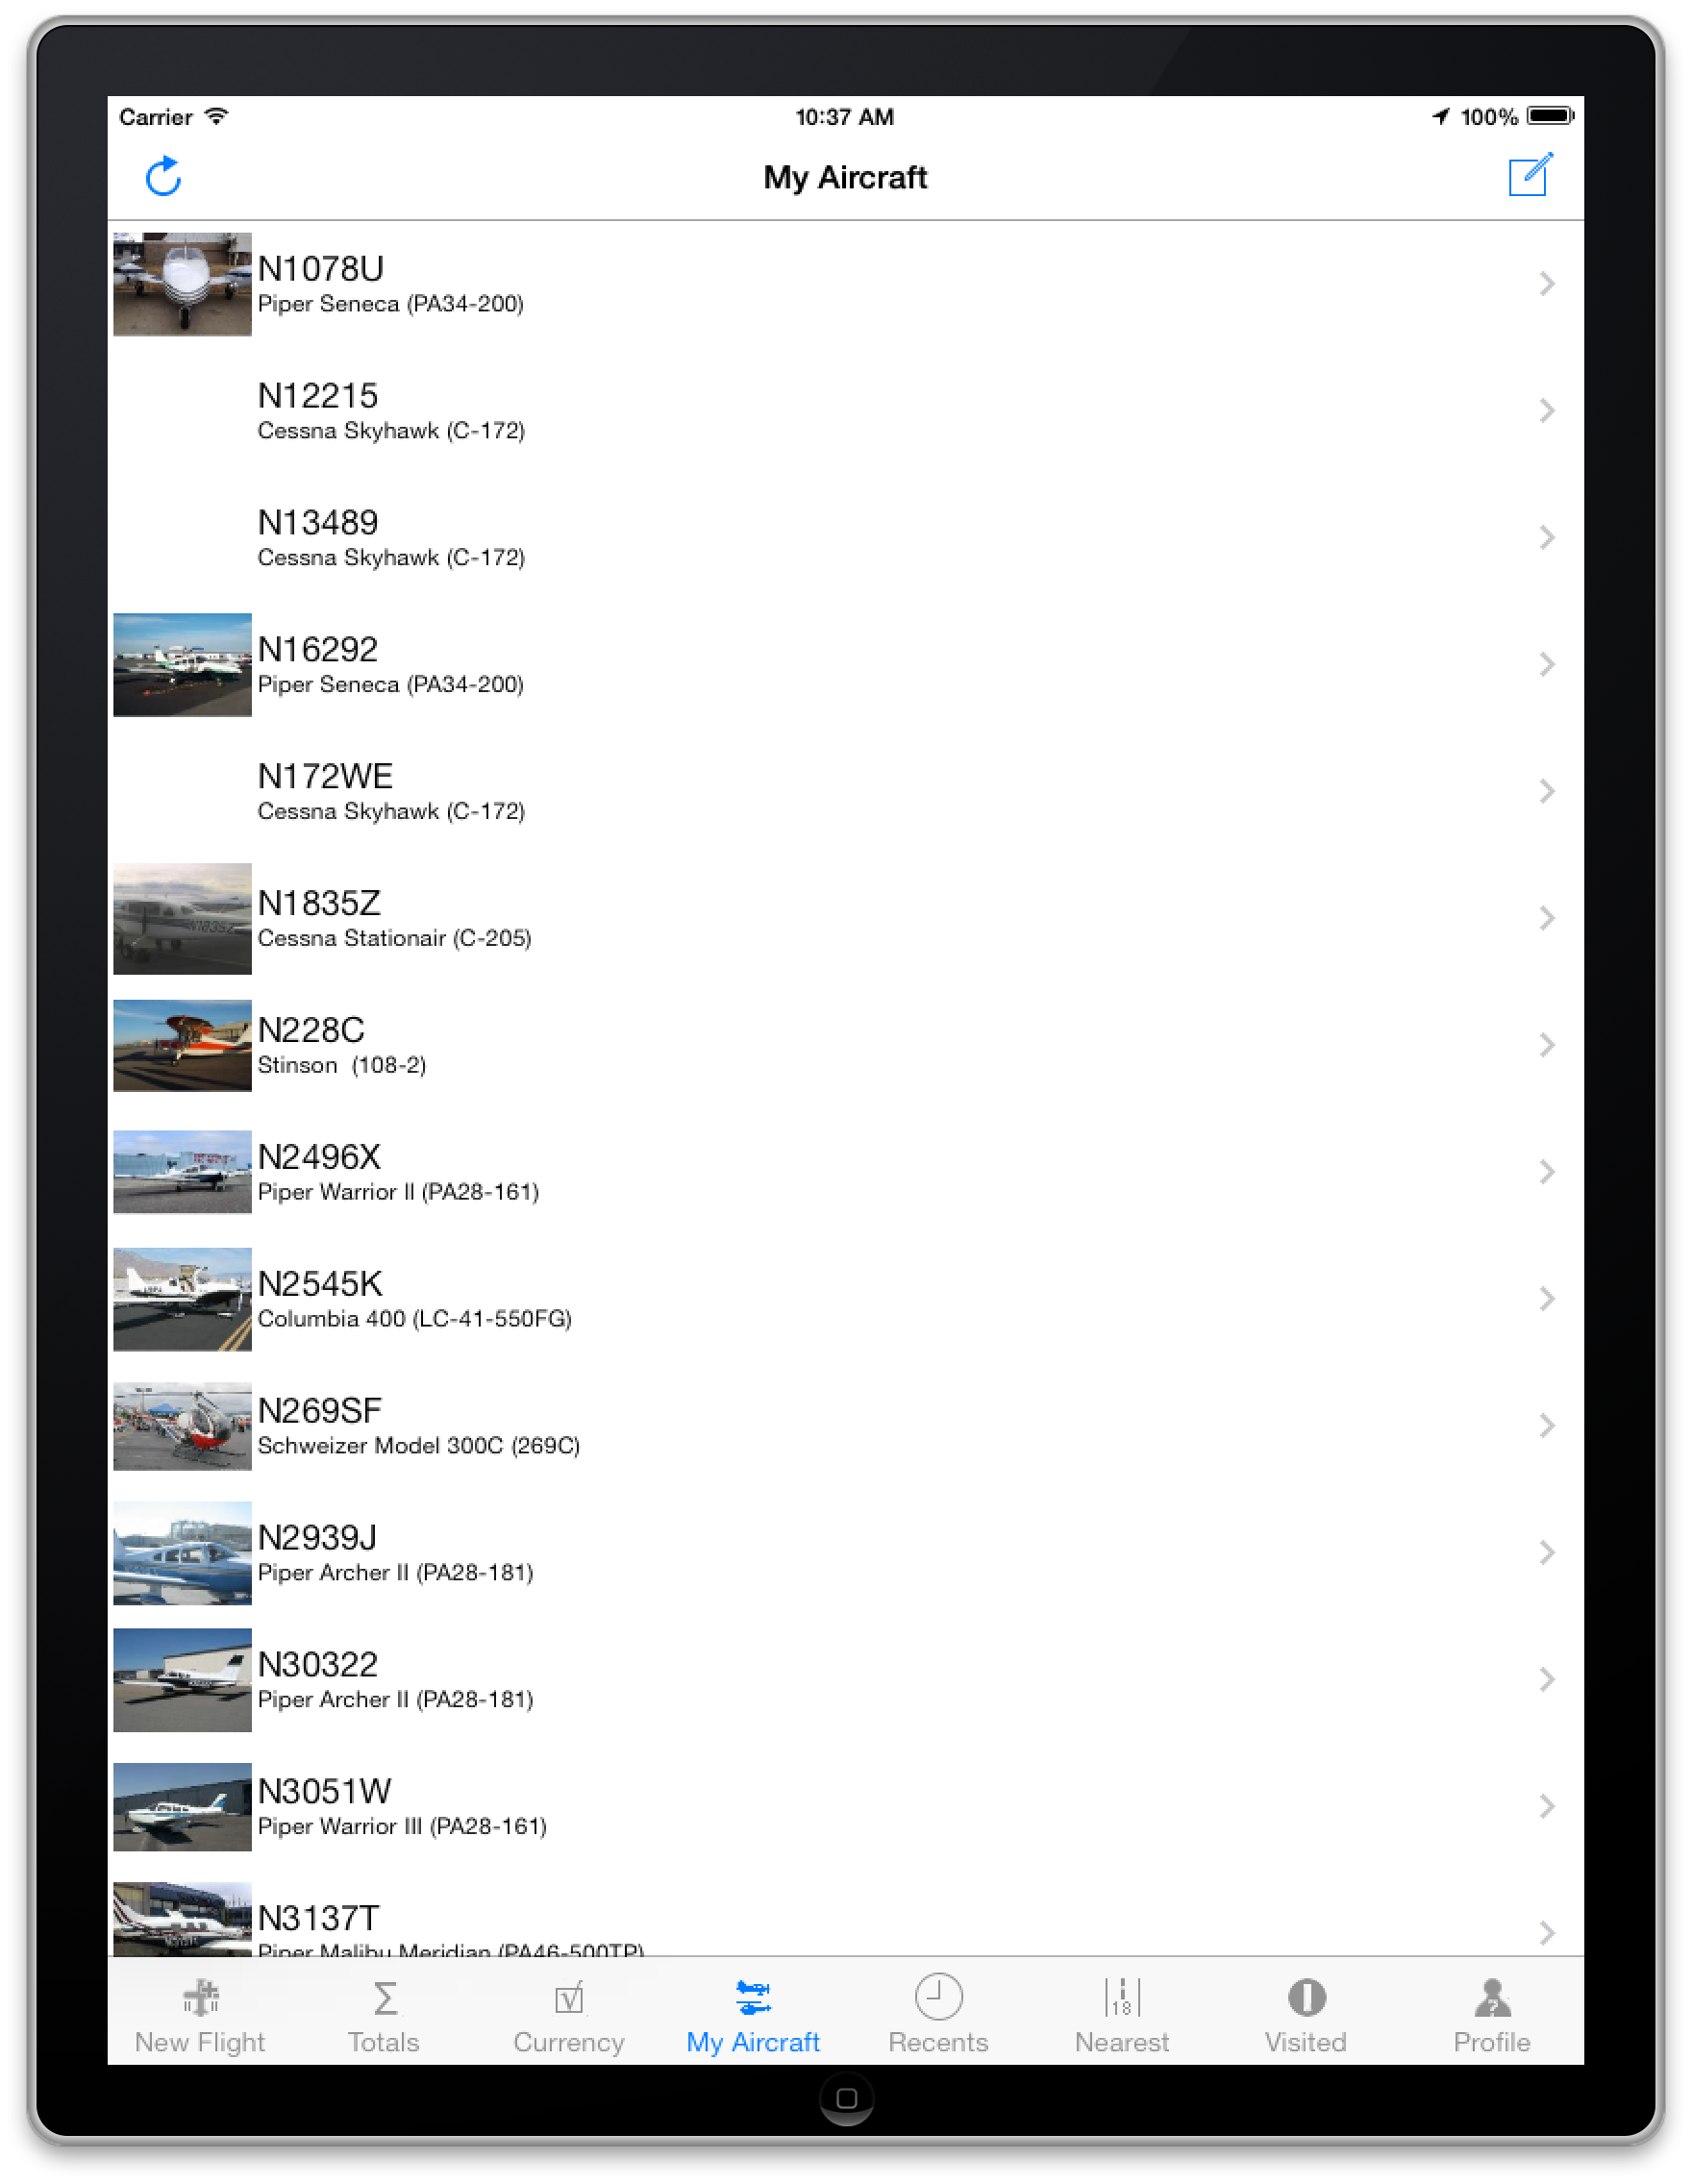 Carrier 10:37 AM 100%
My Aircraft
N1078U
Piper Seneca (PA34-200)
N12215
Cessna Skyhawk (C-172)
N13489
Cessna Skyhawk (C-172)
N16292
Piper Seneca (PA34-200)
N172WE
Cessna Skyhawk (C-172)
N1835Z
N1835Z
Cessna Stationair (C-205)
N228C
Stinson  (108-2)
N2496X
Piper Warrior II (PA28-161)
N2545K
Columbia 400 (LC-41-550FG)
N269SF
Schweizer Model 300C (269C)
N2939J
Piper Archer II (PA28-181)
N30322
Piper Archer II (PA28-181)
N3051W
Piper Warrior III (PA28-161)
N3137T
Piper Malibu Meridian (PA46-500TP)
18
New Flight Totals Currency My Aircraft Recents Nearest Visited Profile